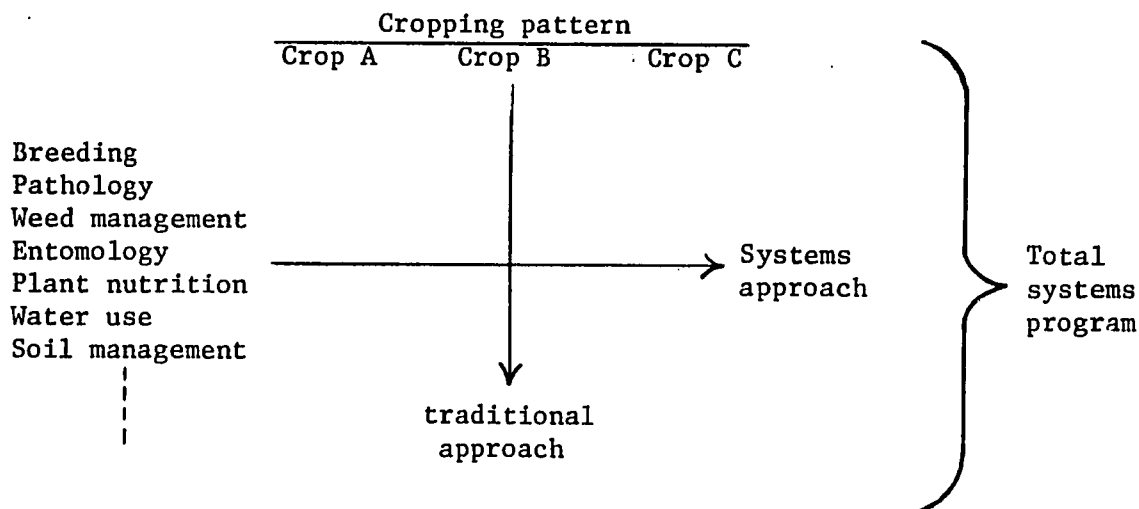 Cropping pattern
Crop A Crop B Crop C
Breeding
Pathology
Weed management
Entomology
Plant nutrition
Water use
Soil management
Systems
approach
traditional
approach
Total
systems
program